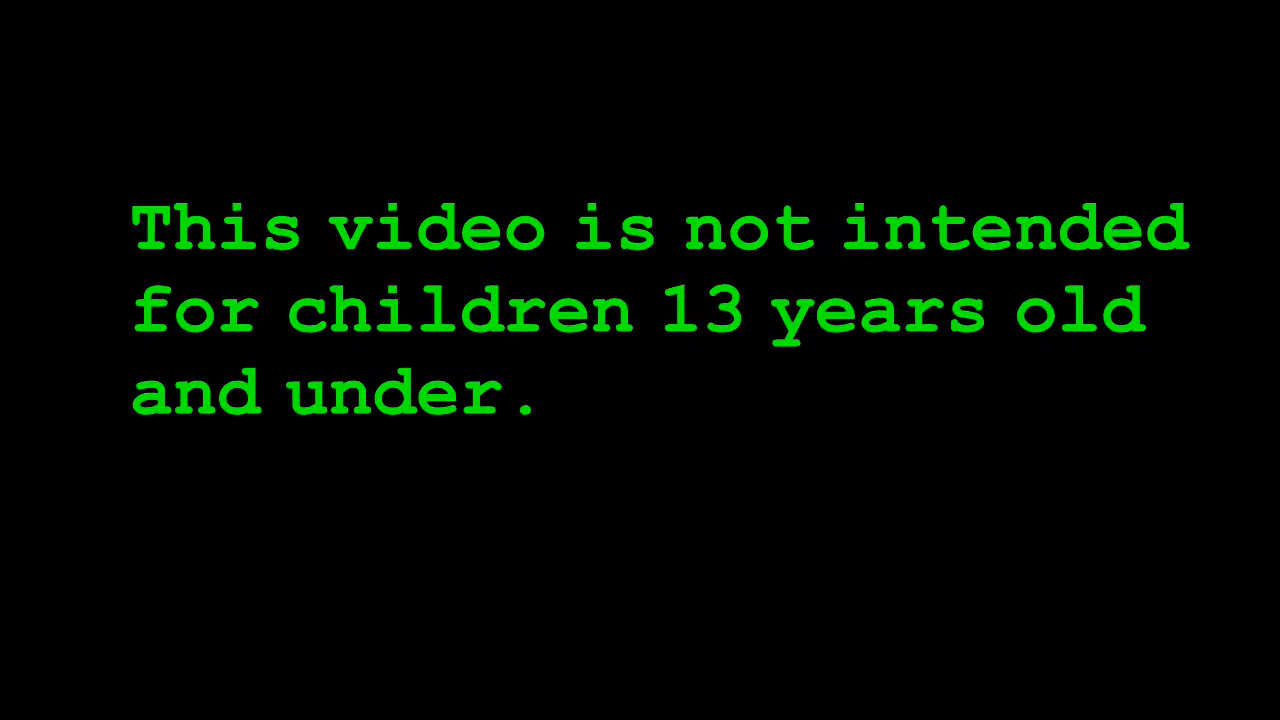 This video is not intended
for children 13 years old
and under.